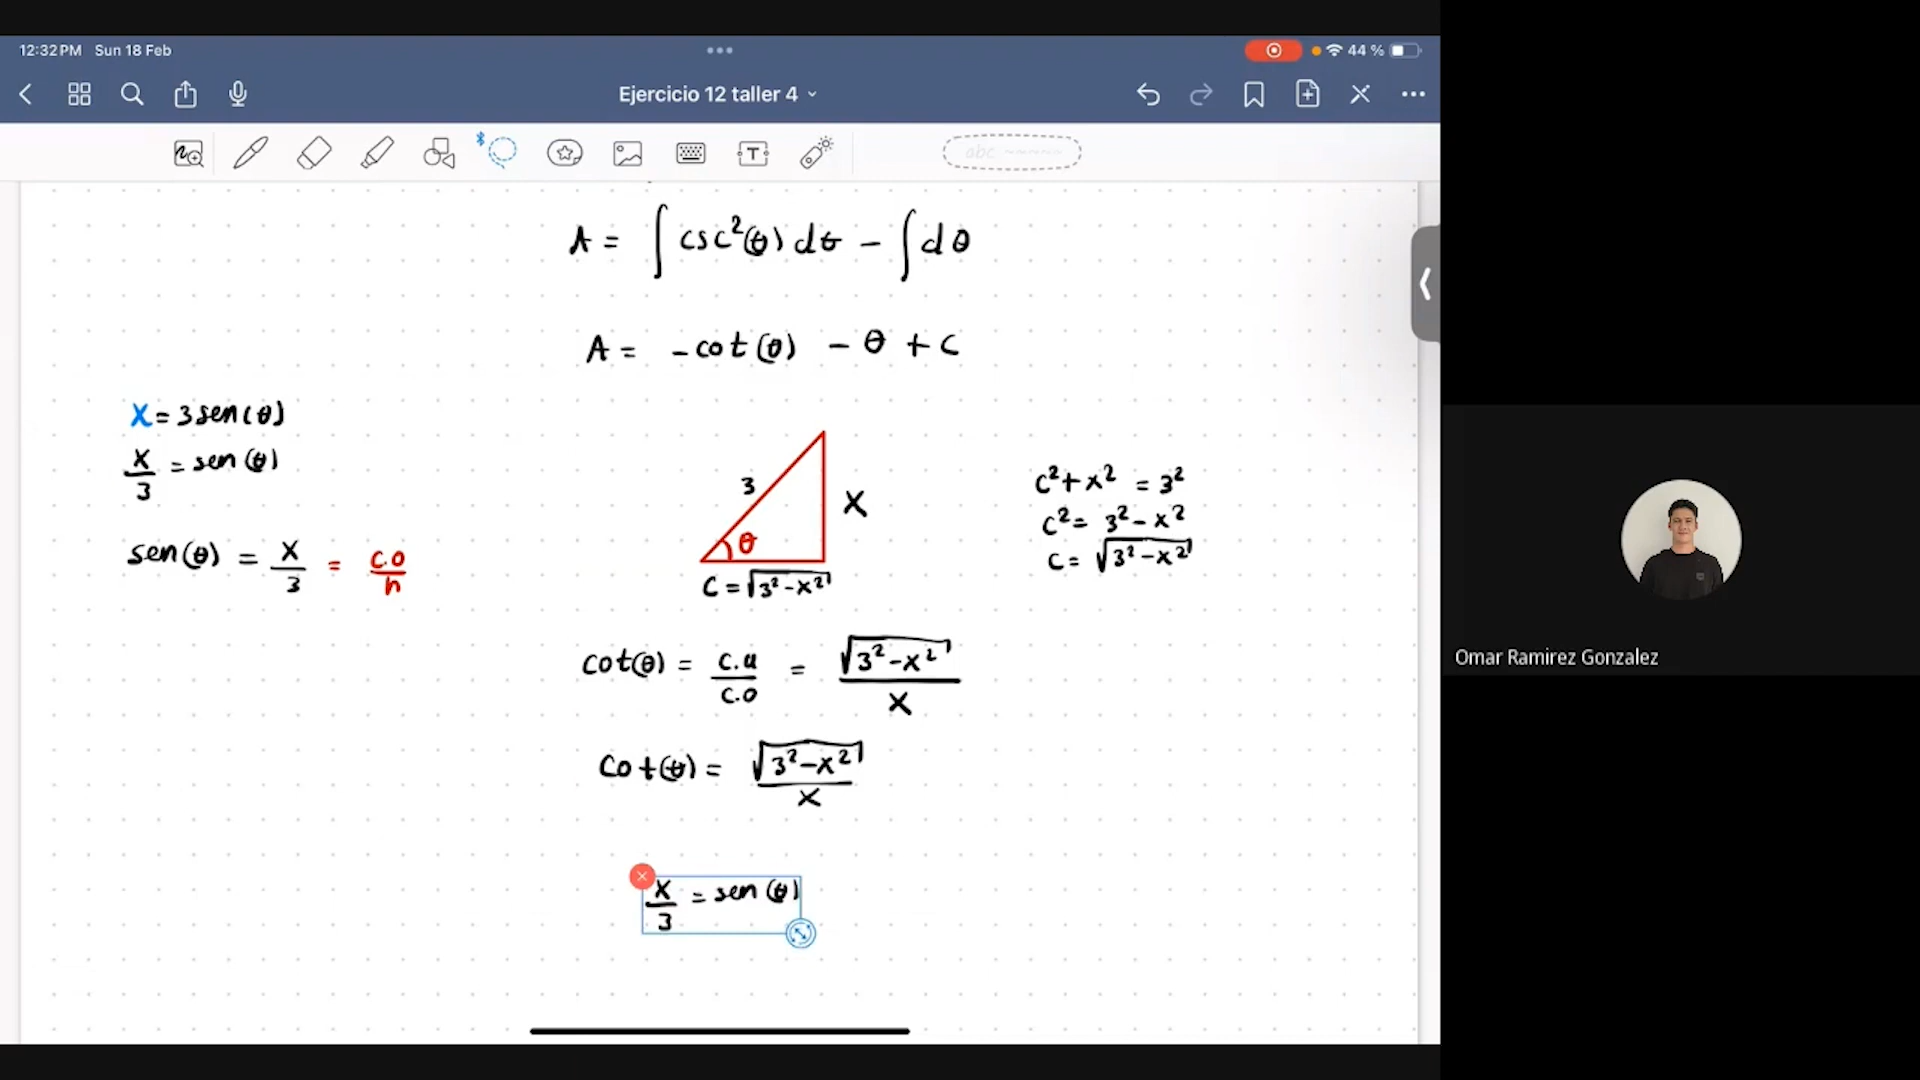 12:32 PM Sun 18 Feb
44 %
Ejercicio 12 taller 4
abc
A = ∫ csc²(θ) dθ − ∫ dθ
A = − cot(θ) − θ + C
X = 3 sen(θ)
X/3 = sen(θ)
sen(θ) = X/3 = c.o/h
3
X
θ
C = √(3² − x²)
C² + x² = 3²
C² = 3² − x²
C = √(3² − x²)
cot(θ) = c.a/c.o = √(3² − x²)/X
Cot(θ) = √(3² − x²)/X
X/3 = sen(θ)
Omar Ramirez Gonzalez